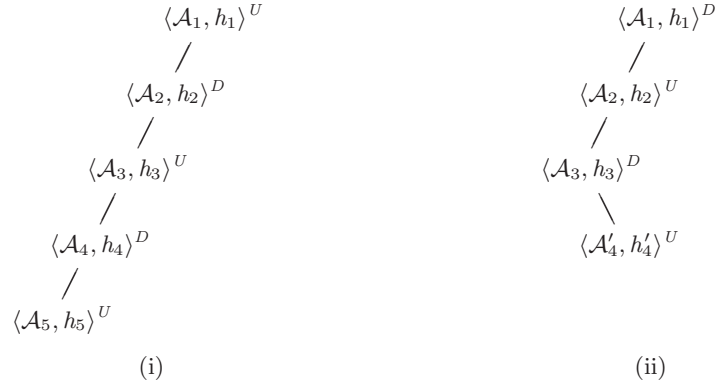 ⟨𝒜₁, h₁⟩ᵁ ⟨𝒜₁, h₁⟩ᴰ
⟨𝒜₂, h₂⟩ᴰ ⟨𝒜₂, h₂⟩ᵁ
⟨𝒜₃, h₃⟩ᵁ ⟨𝒜₃, h₃⟩ᴰ
⟨𝒜₄, h₄⟩ᴰ ⟨𝒜′₄, h′₄⟩ᵁ
⟨𝒜₅, h₅⟩ᵁ
(i) (ii)